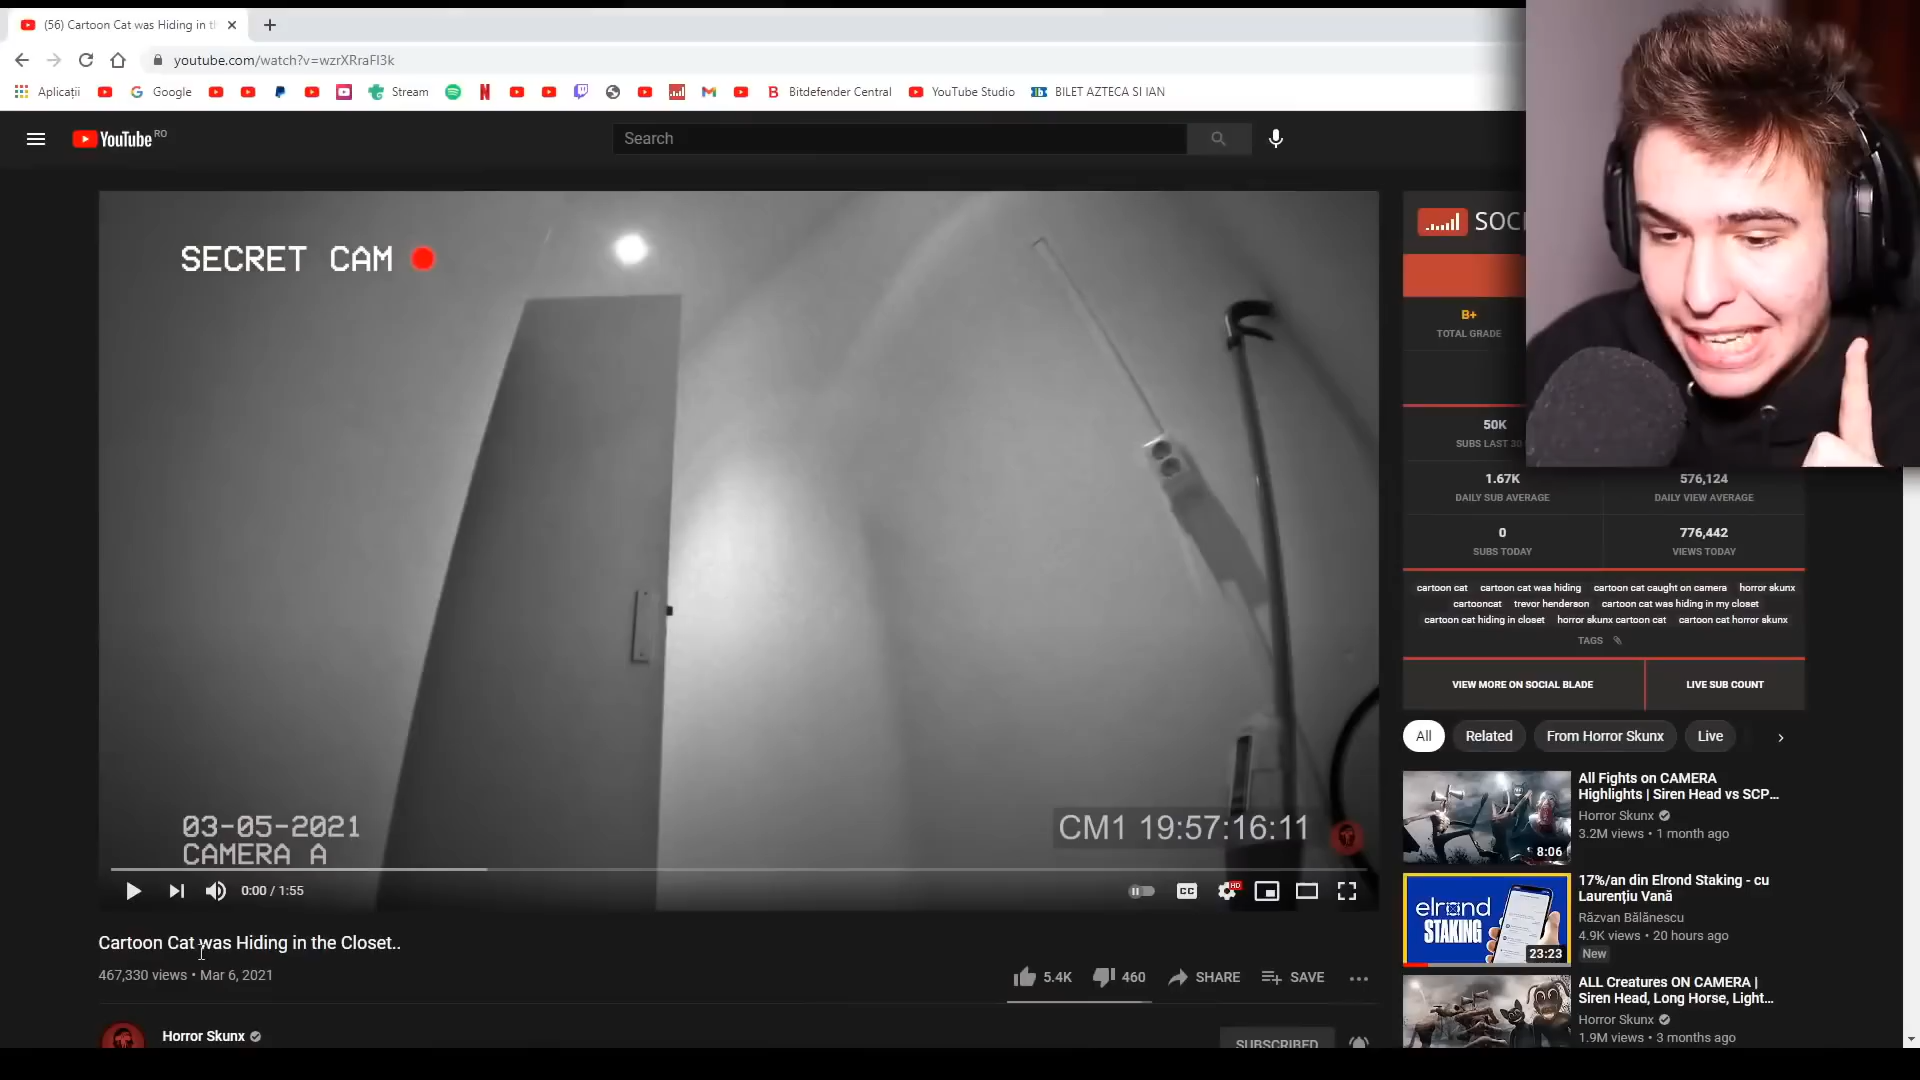 (56) Cartoon Cat was Hiding in t
youtube.com/watch?v=wzrXRraFl3k
Aplicații
Google
Stream
Bitdefender Central
YouTube Studio
BILET AZTECA SI IAN
YouTube RO
Search
SECRET CAM
03-05-2021
CAMERA A
CM1 19:57:16:11
0:00 / 1:55
CC
HD
Cartoon Cat was Hiding in the Closet..
467,330 views • Mar 6, 2021
5.4K
460
SHARE
SAVE
Horror Skunx
SUBSCRIBED
SOCI
B+
TOTAL GRADE
50K
SUBS LAST 30
1.67K
DAILY SUB AVERAGE
576,124
DAILY VIEW AVERAGE
0
SUBS TODAY
776,442
VIEWS TODAY
cartoon cat cartoon cat was hiding cartoon cat caught on camera horror skunx
cartooncat trevor henderson cartoon cat was hiding in my closet
cartoon cat hiding in closet horror skunx cartoon cat cartoon cat horror skunx
TAGS
VIEW MORE ON SOCIAL BLADE
LIVE SUB COUNT
All
Related
From Horror Skunx
Live
All Fights on CAMERA
Highlights | Siren Head vs SCP...
Horror Skunx
3.2M views • 1 month ago
8:06
17%/an din Elrond Staking - cu
Laurențiu Vană
Răzvan Bălănescu
4.9K views • 20 hours ago
New
elrond
STAKING
23:23
ALL Creatures ON CAMERA |
Siren Head, Long Horse, Light...
Horror Skunx
1.9M views • 3 months ago